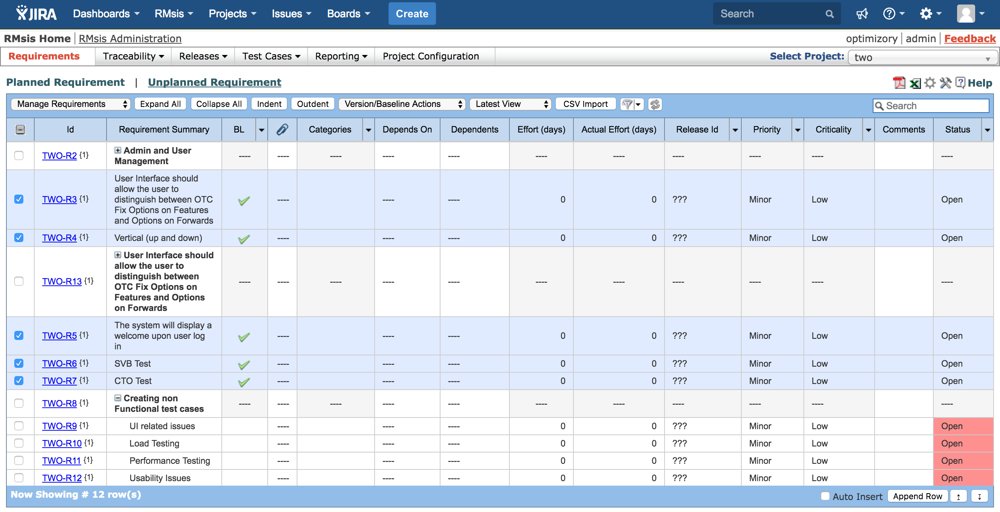 JIRA Dashboards RMsis Projects Issues Boards Create Search
RMsis Home RMsis Administration optimizory admin Feedback
Requirements Traceability Releases Test Cases Reporting Project Configuration Select Project: two
Planned Requirement | Unplanned Requirement Help
Manage Requirements Expand All Collapse All Indent Outdent Version/Baseline Actions Latest View CSV Import Search
Id Requirement Summary BL Categories Depends On Dependents Effort (days) Actual Effort (days) Release Id Priority Criticality Comments Status
TWO-R2 {1} Admin and User
Management ---- ---- ---- ---- ---- ---- ---- ---- ---- ---- ----
User Interface should
allow the user to
TWO-R3 {1} distinguish between OTC ---- ---- ---- 0 0 ??? Minor Low Open
Fix Options on Features
and Options on Forwards
TWO-R4 {1} Vertical (up and down) ---- ---- ---- 0 0 ??? Minor Low Open
User Interface should
allow the user to
distinguish between
TWO-R13 {1} OTC Fix Options on ---- ---- ---- ---- ---- ---- ---- ---- ---- ---- ----
Features and Options
on Forwards
The system will display a
TWO-R5 {1} welcome upon user log ---- ---- ---- 0 0 ??? Minor Low Open
in
TWO-R6 {1} SVB Test ---- ---- ---- 0 0 ??? Minor Low Open
TWO-R7 {1} CTO Test ---- ---- ---- 0 0 ??? Minor Low Open
TWO-R8 {1} Creating non
Functional test cases ---- ---- ---- ---- ---- ---- ---- ---- ---- ---- ----
TWO-R9 {1} UI related issues ---- ---- ---- 0 0 ??? Minor Low Open
TWO-R10 {1} Load Testing ---- ---- ---- 0 0 ??? Minor Low Open
TWO-R11 {1} Performance Testing ---- ---- ---- 0 0 ??? Minor Low Open
TWO-R12 {1} Usability Issues ---- ---- ---- 0 0 ??? Minor Low Open
Now Showing # 12 row(s) Auto Insert Append Row